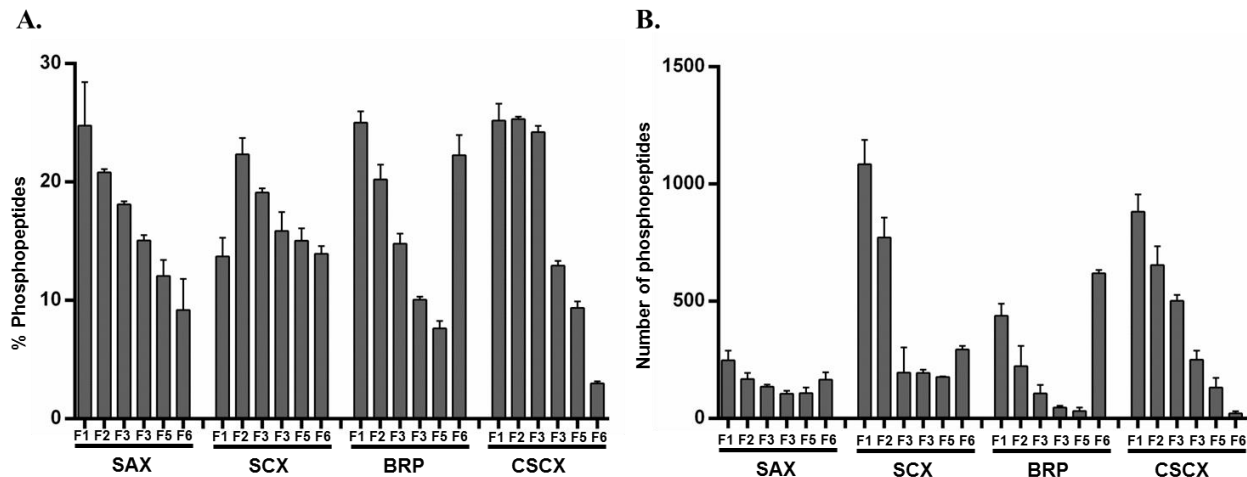 A.
% Phosphopeptides
30
20
10
0
F1 F2 F3 F3 F5 F6 F1 F2 F3 F3 F5 F6 F1 F2 F3 F3 F5 F6 F1 F2 F3 F3 F5 F6
SAX SCX BRP CSCX
B.
Number of phosphopeptides
1500
1000
500
0
F1 F2 F3 F3 F5 F6 F1 F2 F3 F3 F5 F6 F1 F2 F3 F3 F5 F6 F1 F2 F3 F3 F5 F6
SAX SCX BRP CSCX